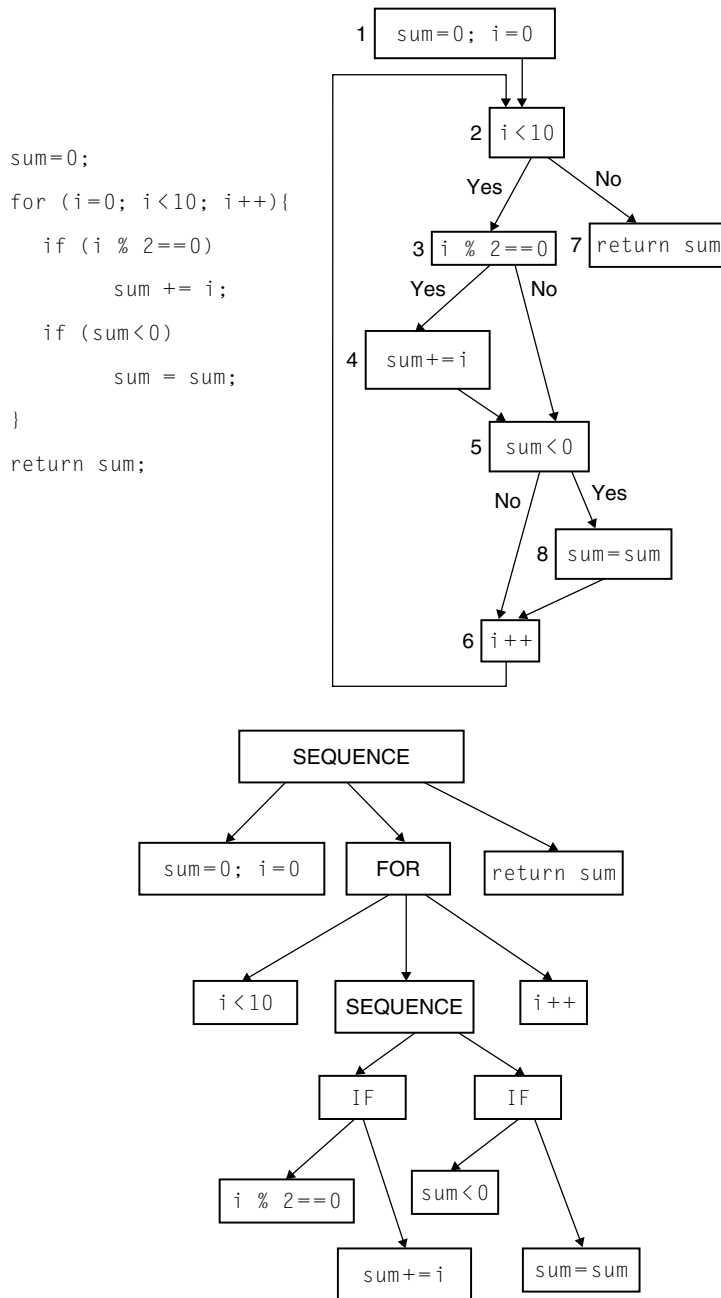 sum=0;
for (i=0; i<10; i++){
if (i % 2==0)
sum += i;
if (sum<0)
sum = sum;
}
return sum;
1 sum=0; i=0
2 i<10
Yes No
3 i % 2==0 7 return sum
Yes No
4 sum+=i
5 sum<0
No Yes
8 sum=sum
6 i++
SEQUENCE
sum=0; i=0 FOR return sum
i<10 SEQUENCE i++
IF IF
i % 2==0 sum<0
sum+=i sum=sum